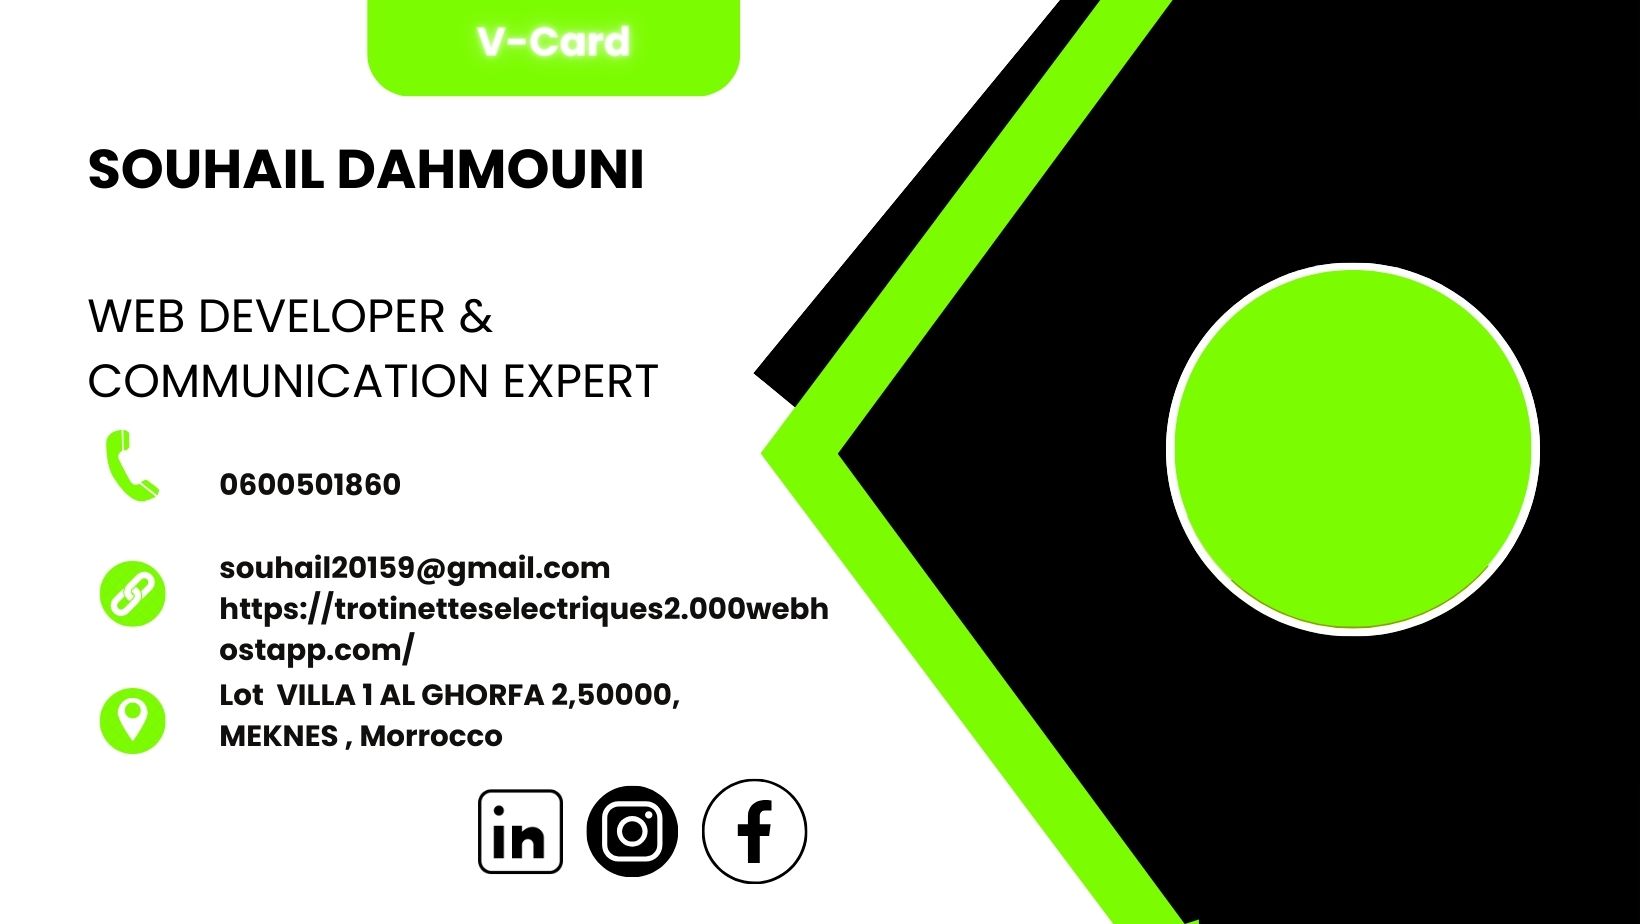 V-Card
SOUHAIL DAHMOUNI
WEB DEVELOPER &
COMMUNICATION EXPERT
0600501860
souhail20159@gmail.com
https://trotinetteselectriques2.000webh
ostapp.com/
Lot  VILLA 1 AL GHORFA 2,50000,
MEKNES , Morrocco
in
f